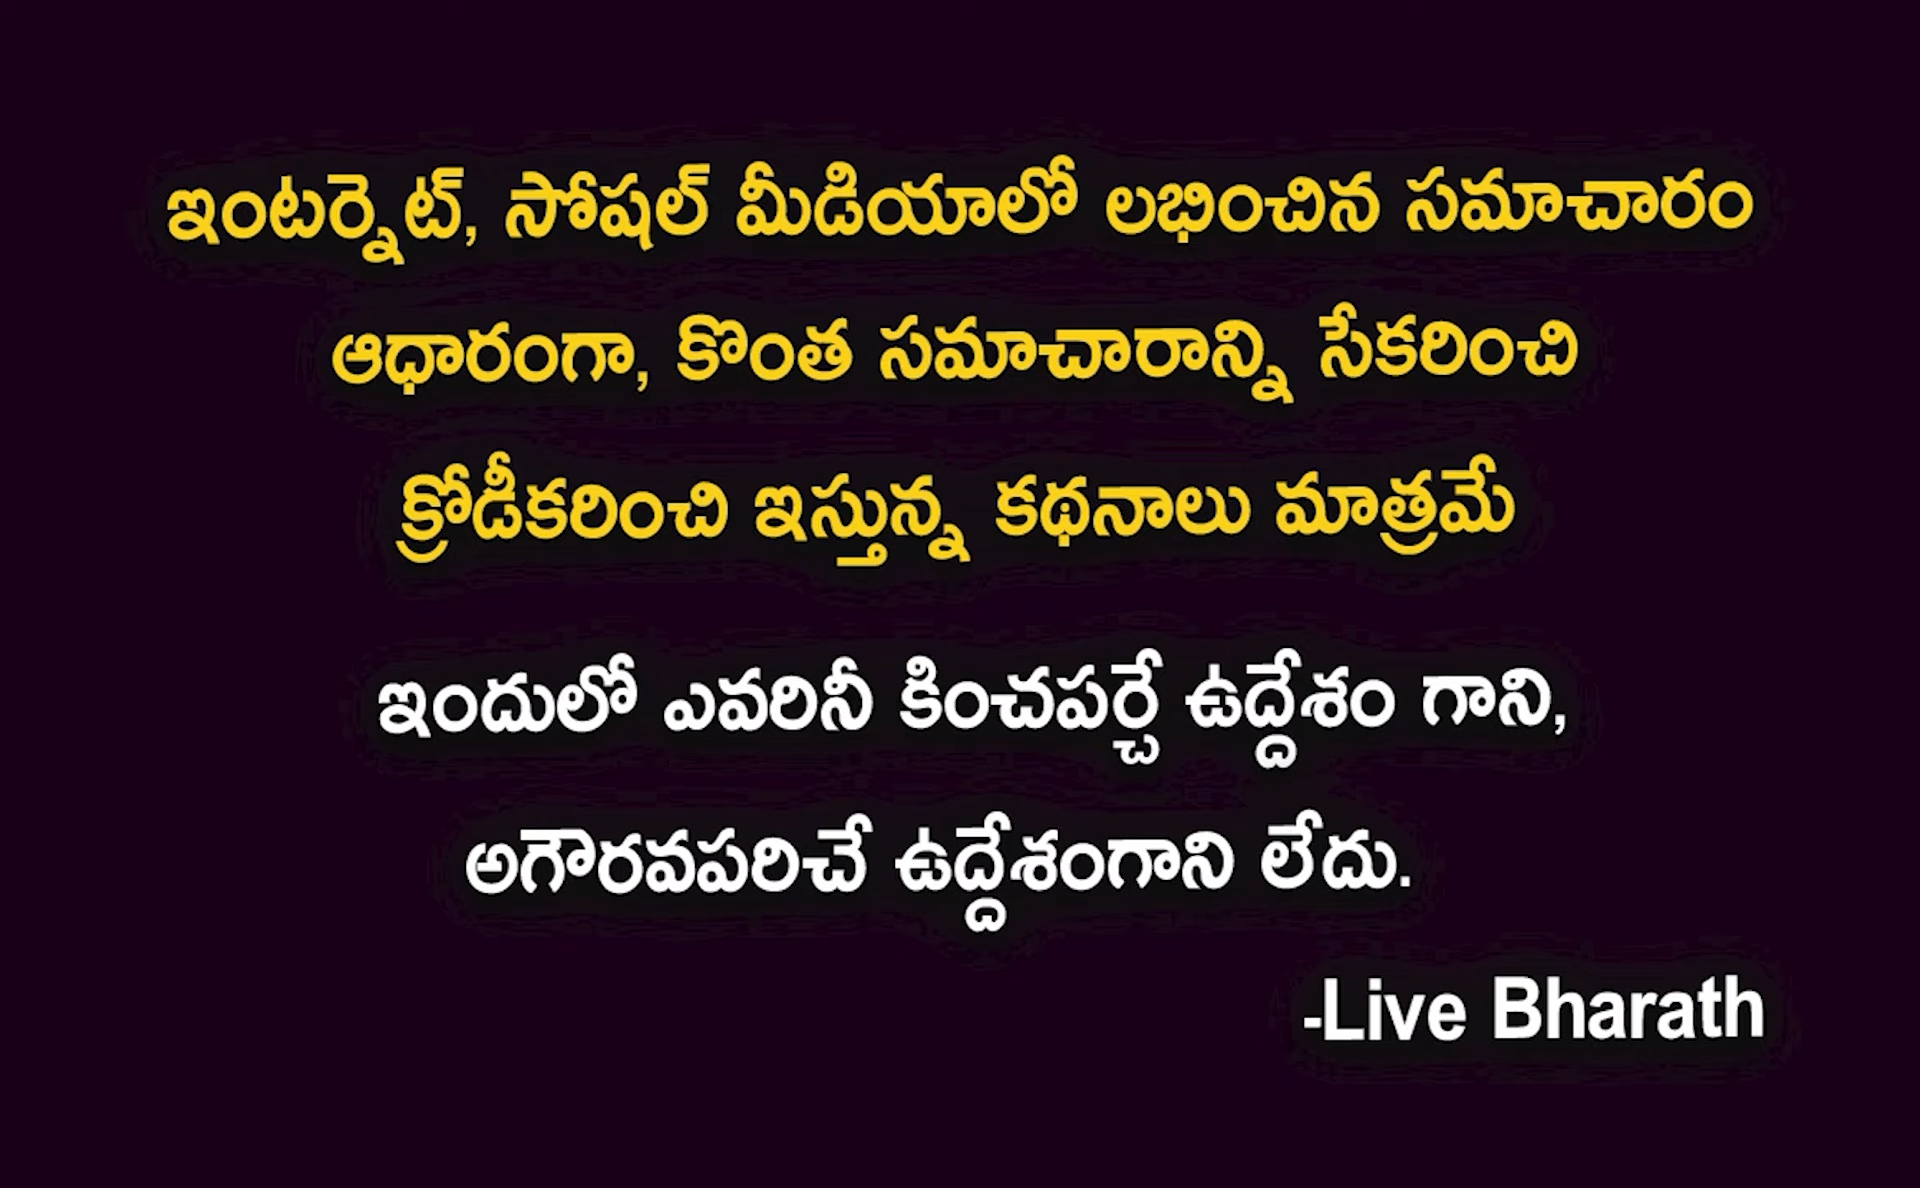 ఇంటర్నెట్, సోషల్ మీడియాలో లభించిన సమాచారం
ఆధారంగా, కొంత సమాచారాన్ని సేకరించి
క్రోడీకరించి ఇస్తున్న కథనాలు మాత్రమే
ఇందులో ఎవరినీ కించపర్చే ఉద్దేశం గాని,
అగౌరవపరిచే ఉద్దేశంగాని లేదు.
-Live Bharath